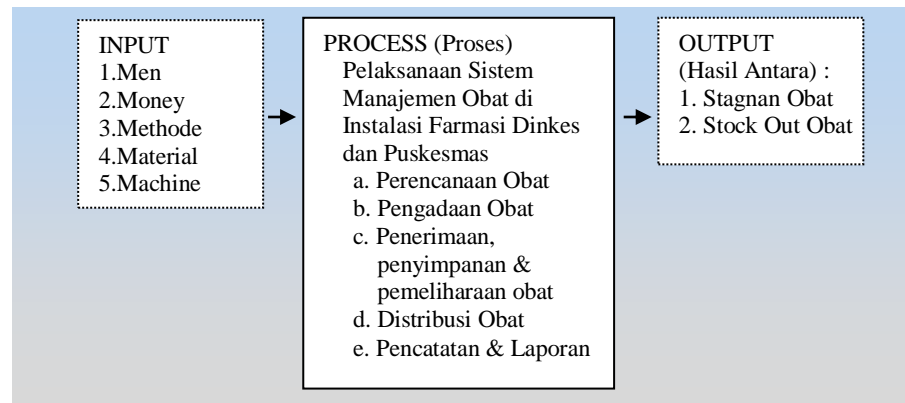 INPUT
1.Men
2.Money
3.Methode
4.Material
5.Machine
PROCESS (Proses)
Pelaksanaan Sistem
Manajemen Obat di
Instalasi Farmasi Dinkes
dan Puskesmas
a. Perencanaan Obat
b. Pengadaan Obat
c. Penerimaan,
penyimpanan &
pemeliharaan obat
d. Distribusi Obat
e. Pencatatan & Laporan
OUTPUT
(Hasil Antara) :
1. Stagnan Obat
2. Stock Out Obat